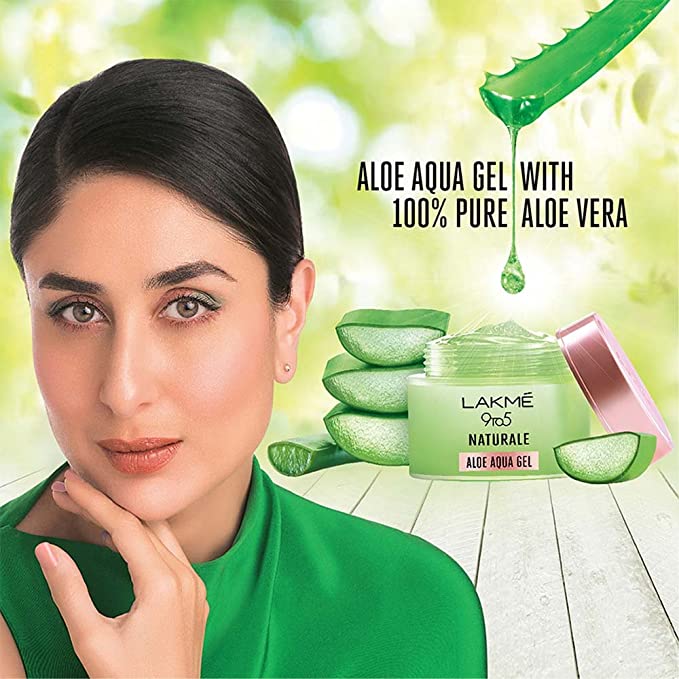 ALOE AQUA GEL WITH
100% PURE ALOE VERA
LAKMÉ
9TO5
NATURALE
ALOE AQUA GEL